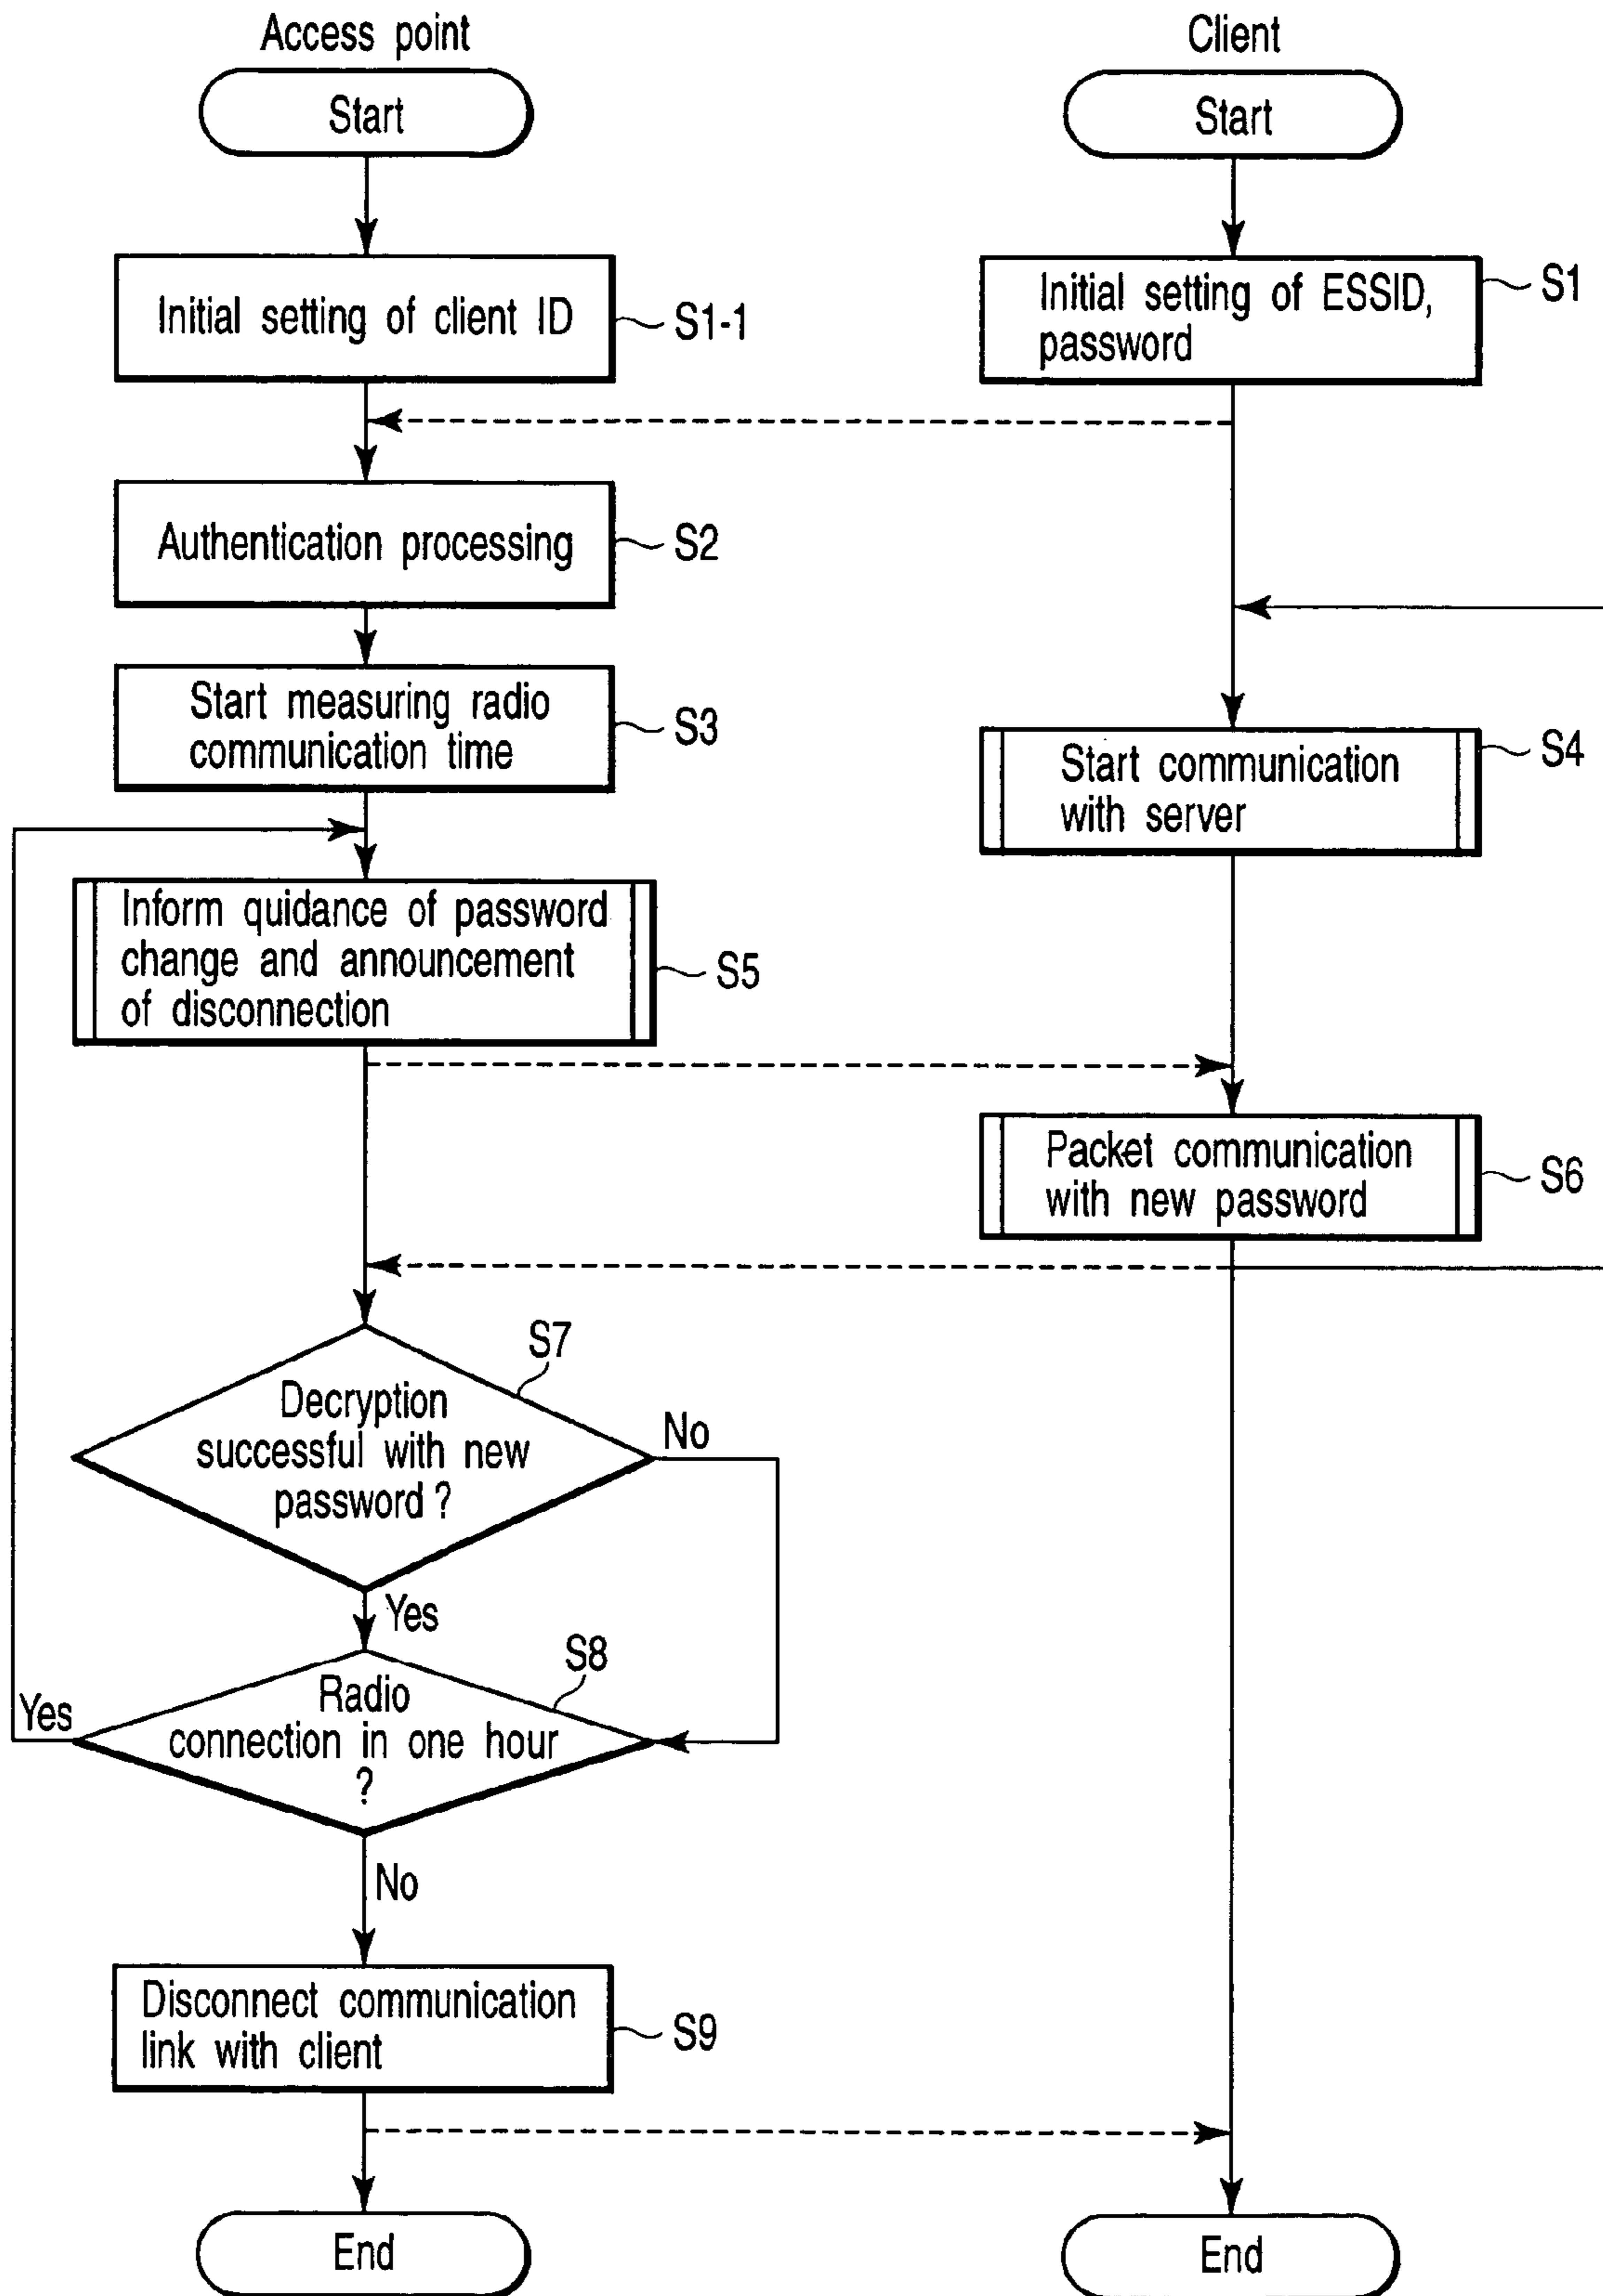 Access point
Client
Start
Start
Initial setting of client ID
S1-1
Initial setting of ESSID,
password
S1
Authentication processing
S2
Start measuring radio
communication time
S3
Start communication
with server
S4
Inform quidance of password
change and announcement
of disconnection
S5
Packet communication
with new password
S6
S7
Decryption
successful with new
password ?
No
Yes
S8
Radio
connection in one hour
?
Yes
No
Disconnect communication
link with client
S9
End
End